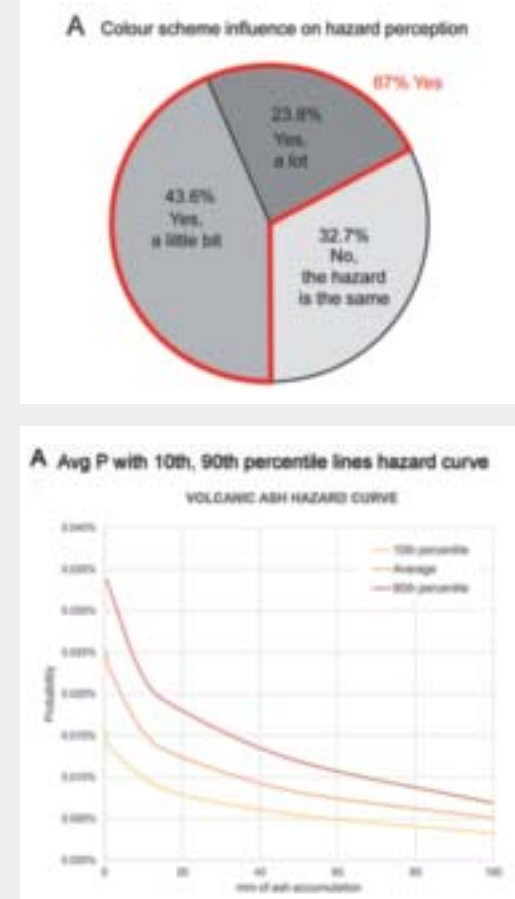 A Colour scheme influence on hazard perception
67% Yes
23.8%
Yes,
a lot
43.6%
Yes,
a little bit
32.7%
No,
the hazard
is the same
A Avg P with 10th, 90th percentile lines hazard curve
VOLCANIC ASH HAZARD CURVE
10th percentile
Average
90th percentile
Probability
0 20 40 80 100
mm of ash accumulation